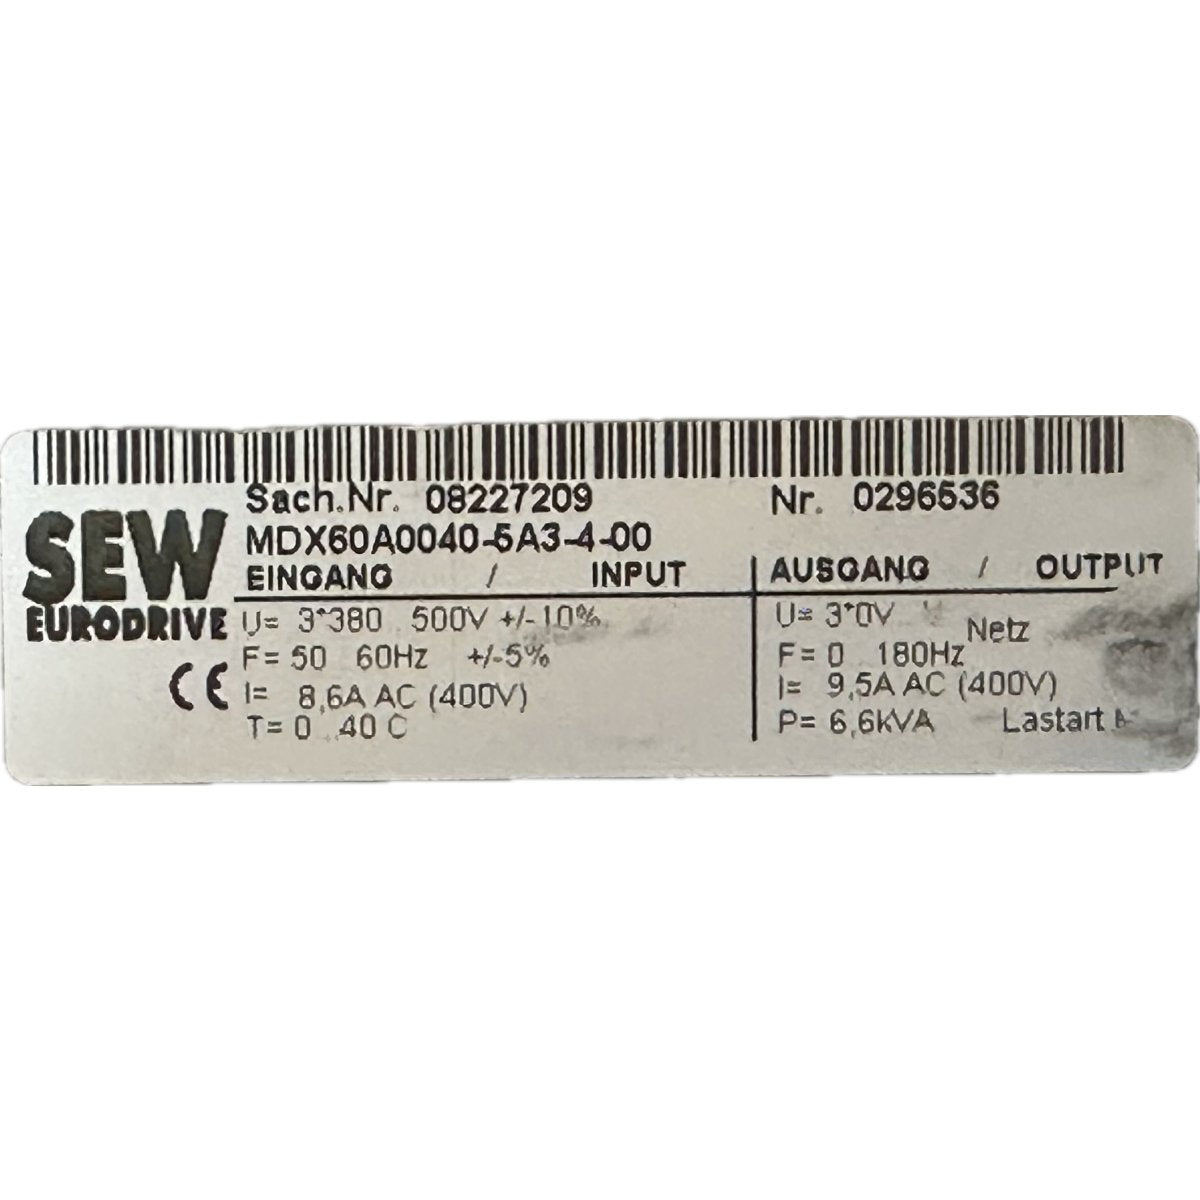 Sach.Nr. 08227209 Nr. 0296536
SEW
EURODRIVE
MDX60A0040-5A3-4-00
EINGANG / INPUT AUSGANG / OUTPUT
U= 3*380 500V +/-10% U= 3*0V Netz
F= 50 60Hz +/-5% F= 0 180Hz
CE
I= 8,6A AC (400V) I= 9,5A AC (400V)
T= 0 40 C P= 6,6kVA Lastart